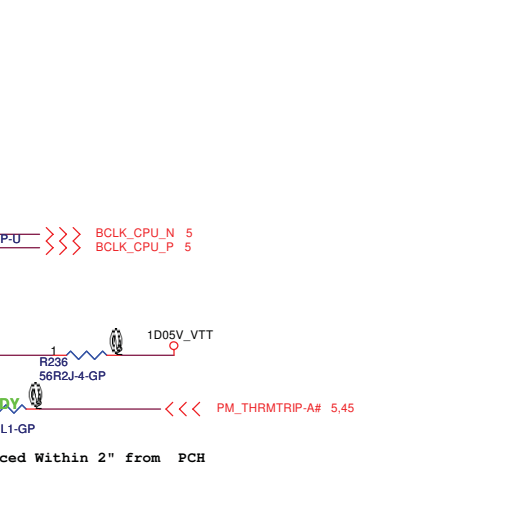 BCLK_CPU_N 5
P-U
BCLK_CPU_P 5
1D05V_VTT
1
R236
56R2J-4-GP
DY
PM_THRMTRIP-A# 5,45
L1-GP
ced Within 2" from PCH